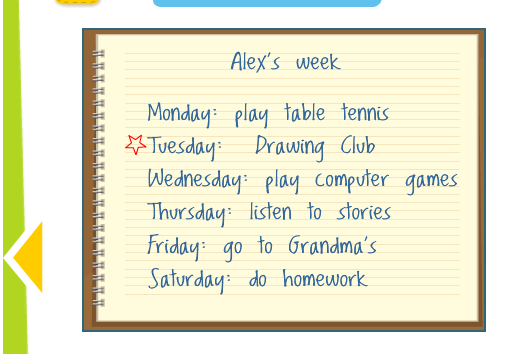 Alex's week
Monday: play table tennis
Tuesday: Drawing Club
Wednesday: play computer games
Thursday: listen to stories
Friday: go to Grandma's
Saturday: do homework